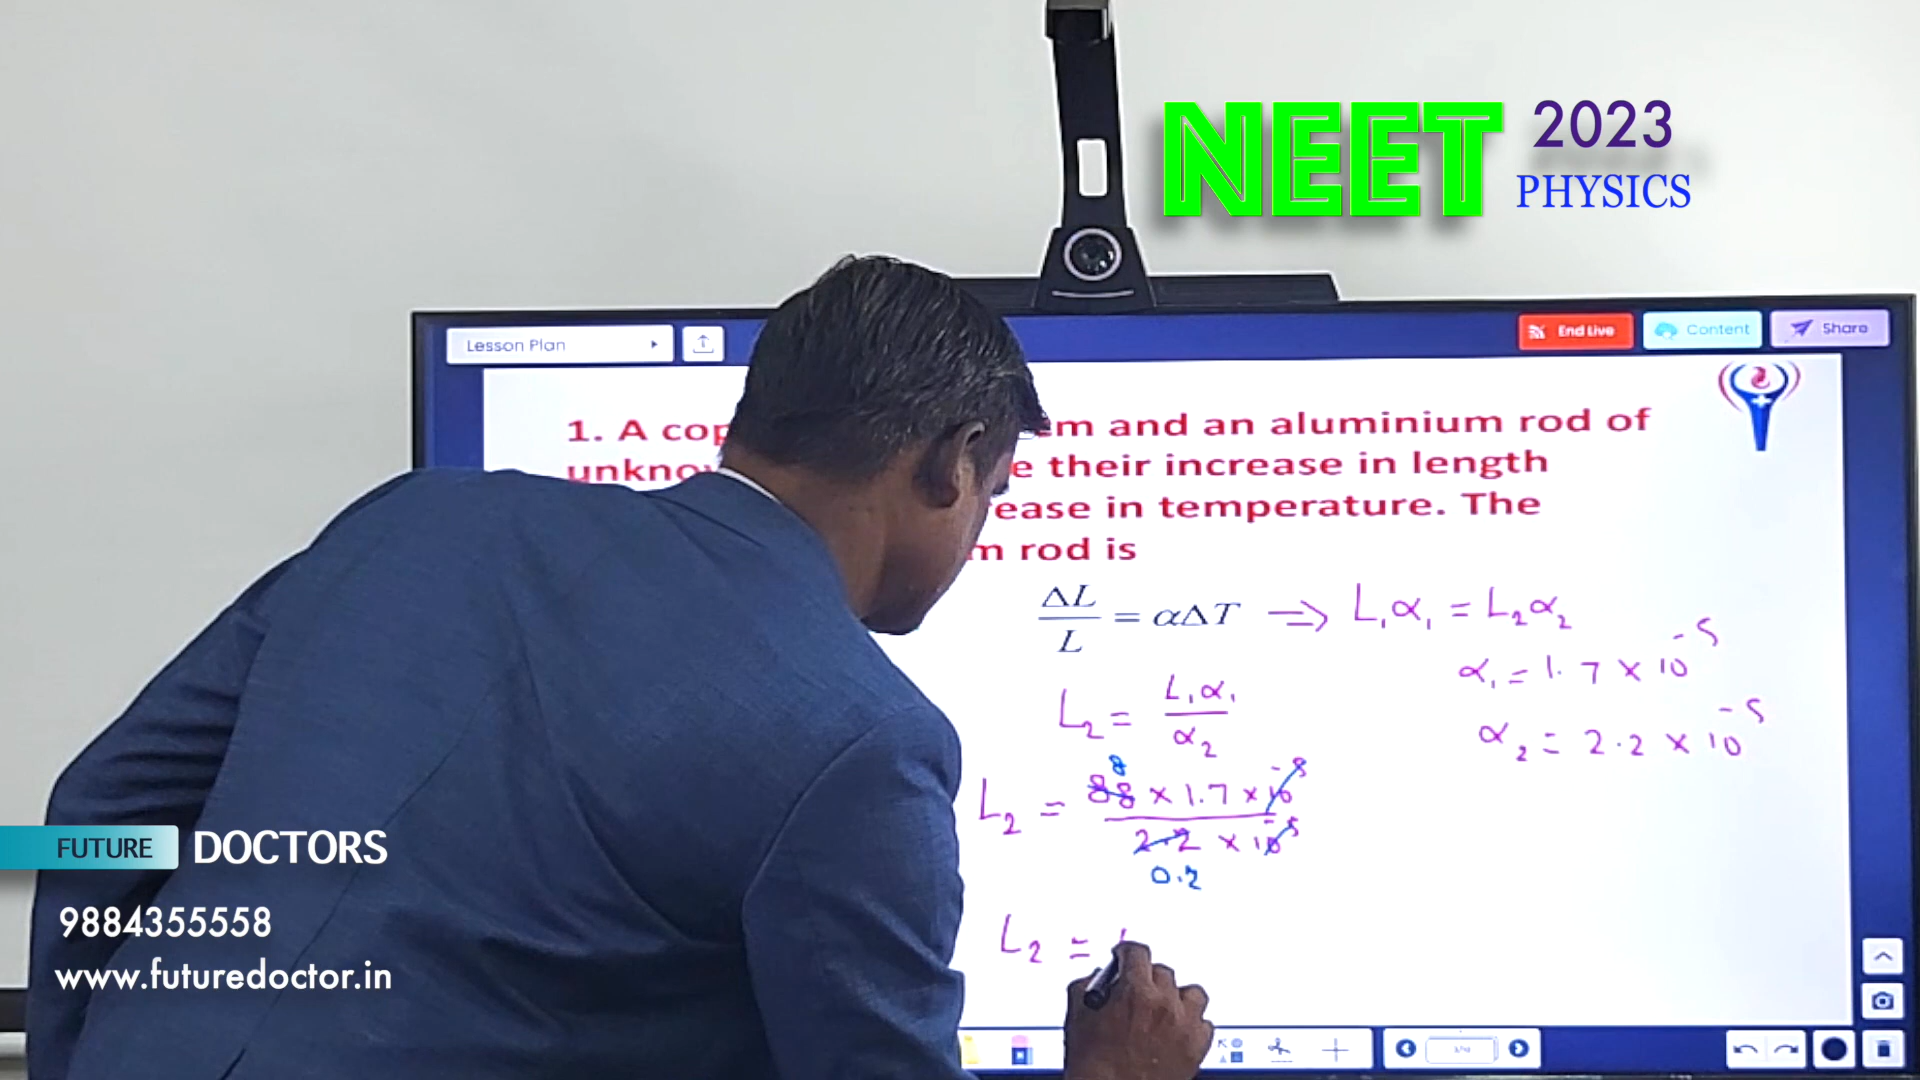 NEET 2023
PHYSICS
Lesson Plan
End Live
Content
Share
1. A cop em and an aluminium rod of
unkno e their increase in length
rease in temperature. The
m rod is
ΔL/L = αΔT ⇒ L₁α₁ = L₂α₂
α₁ = 1.7 × 10⁻⁵
L₂ = L₁α₁/α₂
α₂ = 2.2 × 10⁻⁵
8
L₂ = 88 × 1.7 × 10⁻⁵ / 2.2 × 10⁻⁵
0.2
L₂ =
FUTURE DOCTORS
9884355558
www.futuredoctor.in